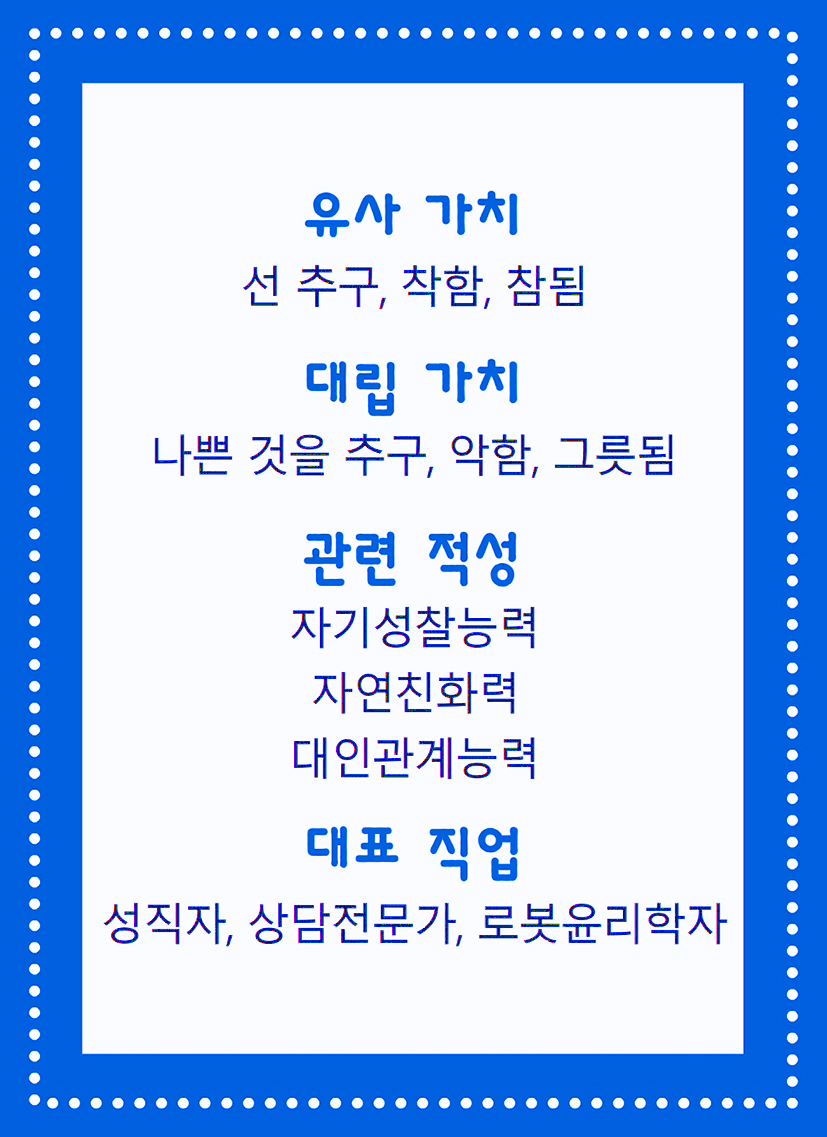 유사 가치
선 추구, 착함, 참됨
대립 가치
나쁜 것을 추구, 악함, 그릇됨
관련 적성
자기성찰능력
자연친화력
대인관계능력
대표 직업
성직자, 상담전문가, 로봇윤리학자